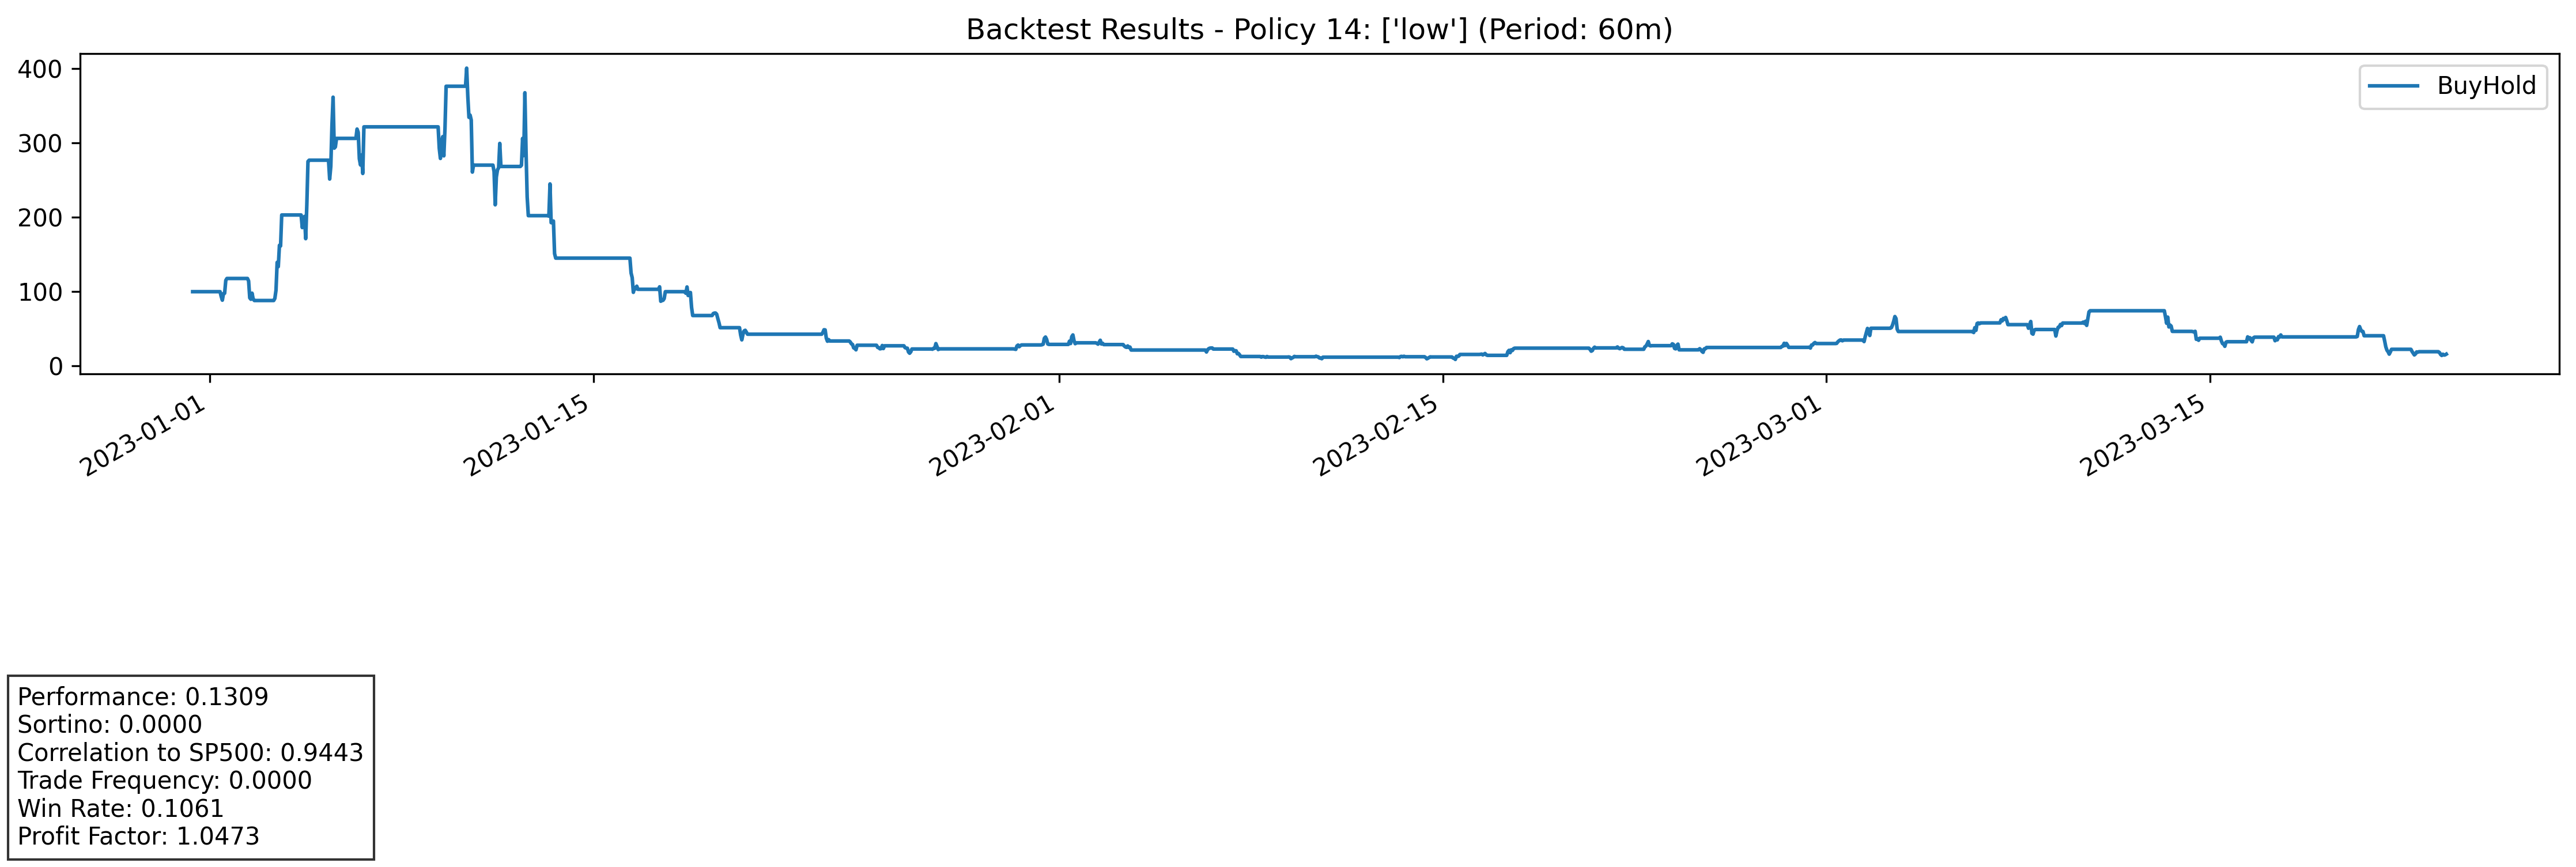 Backtest Results - Policy 14: ['low'] (Period: 60m)
BuyHold
400
300
200
100
0
2023-01-01
2023-01-15
2023-02-01
2023-02-15
2023-03-01
2023-03-15
Performance: 0.1309
Sortino: 0.0000
Correlation to SP500: 0.9443
Trade Frequency: 0.0000
Win Rate: 0.1061
Profit Factor: 1.0473